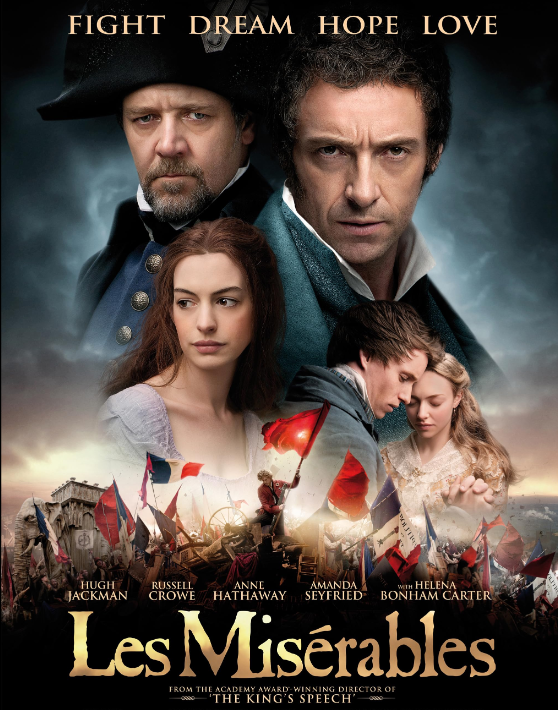 FIGHT DREAM HOPE LOVE
HUGH JACKMAN
RUSSELL CROWE
ANNE HATHAWAY
AMANDA SEYFRIED
WITH HELENA BONHAM CARTER
Les Misérables
FROM THE ACADEMY AWARD®-WINNING DIRECTOR OF
'THE KING'S SPEECH'